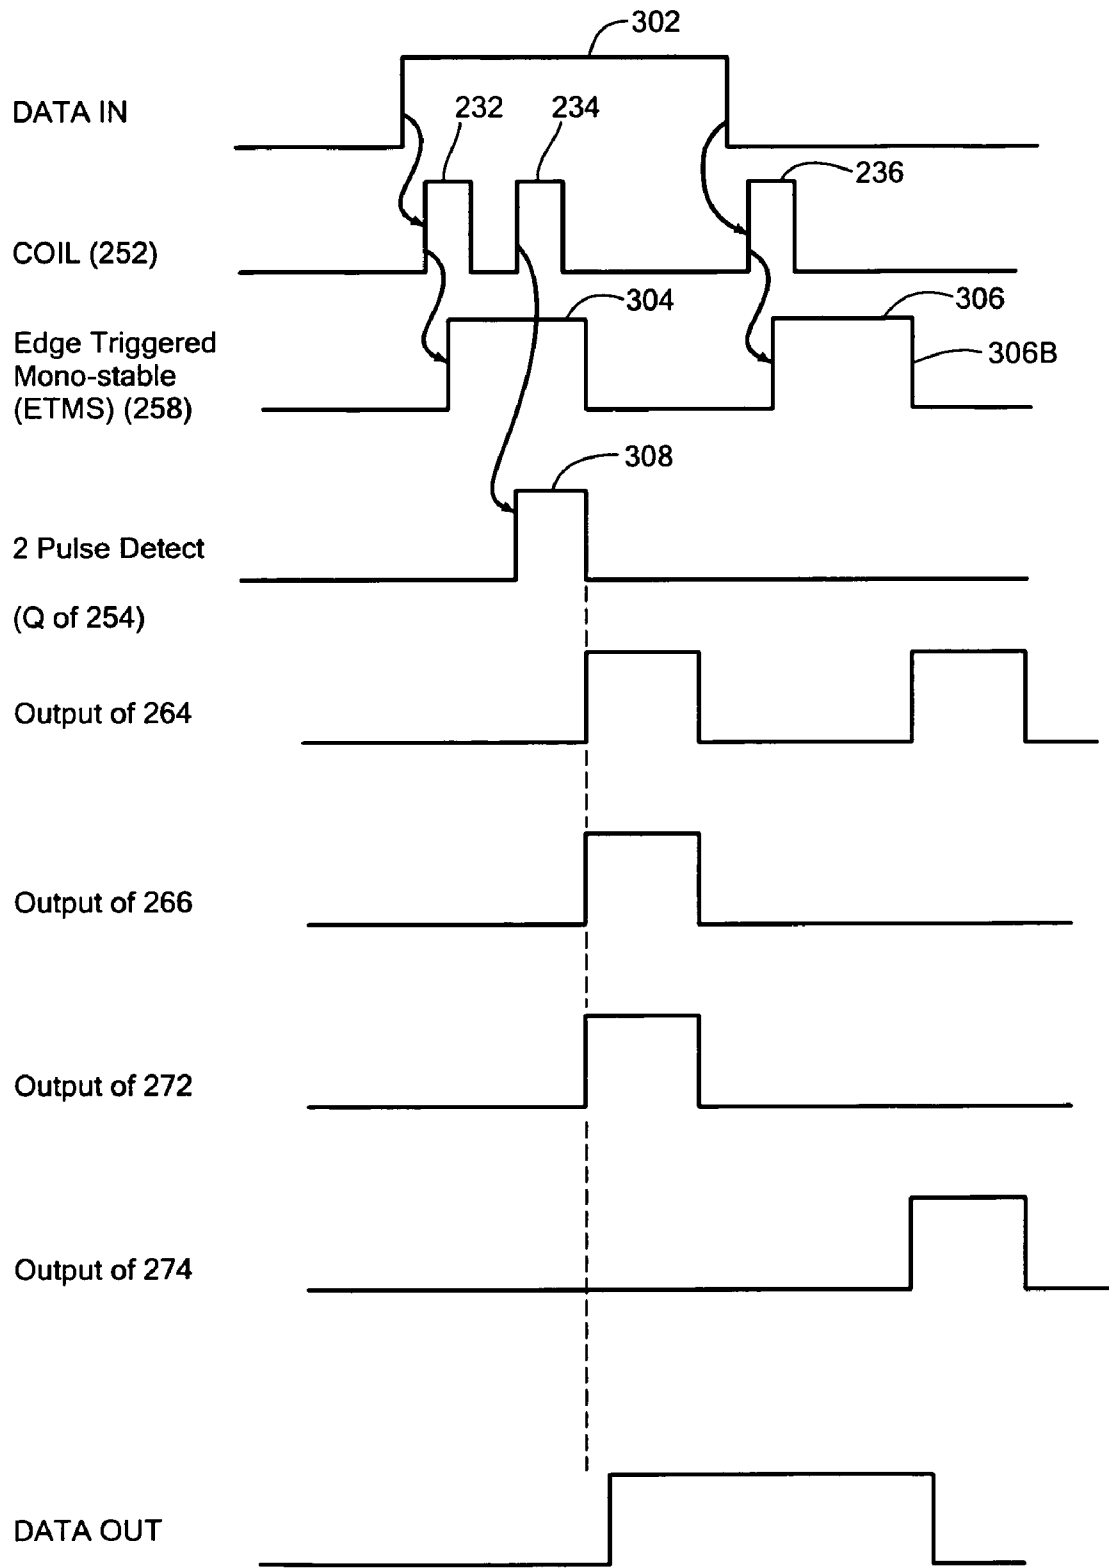 302
DATA IN
232
234
236
COIL (252)
304
306
Edge Triggered
Mono-stable
(ETMS) (258)
306B
308
2 Pulse Detect
(Q of 254)
Output of 264
Output of 266
Output of 272
Output of 274
DATA OUT